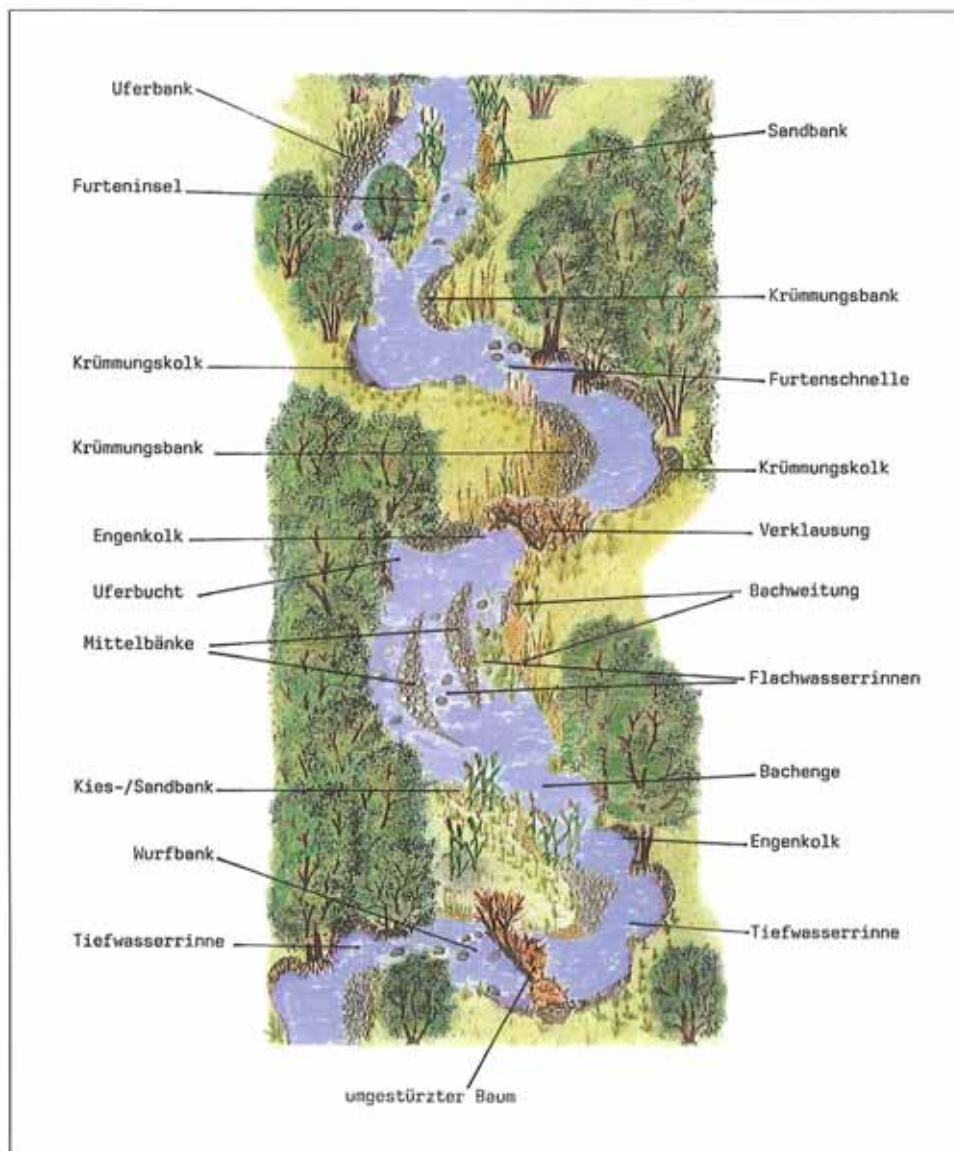 Uferbank
Sandbank
Furteninsel
Krümmungsbank
Krümmungskolk
Furtenschnelle
Krümmungsbank
Krümmungskolk
Engenkolk
Verklausung
Uferbucht
Bachweitung
Mittelbänke
Flachwasserrinnen
Kies-/Sandbank
Bachenge
Wurfbank
Engenkolk
Tiefwasserrinne
Tiefwasserrinne
umgestürzter Baum